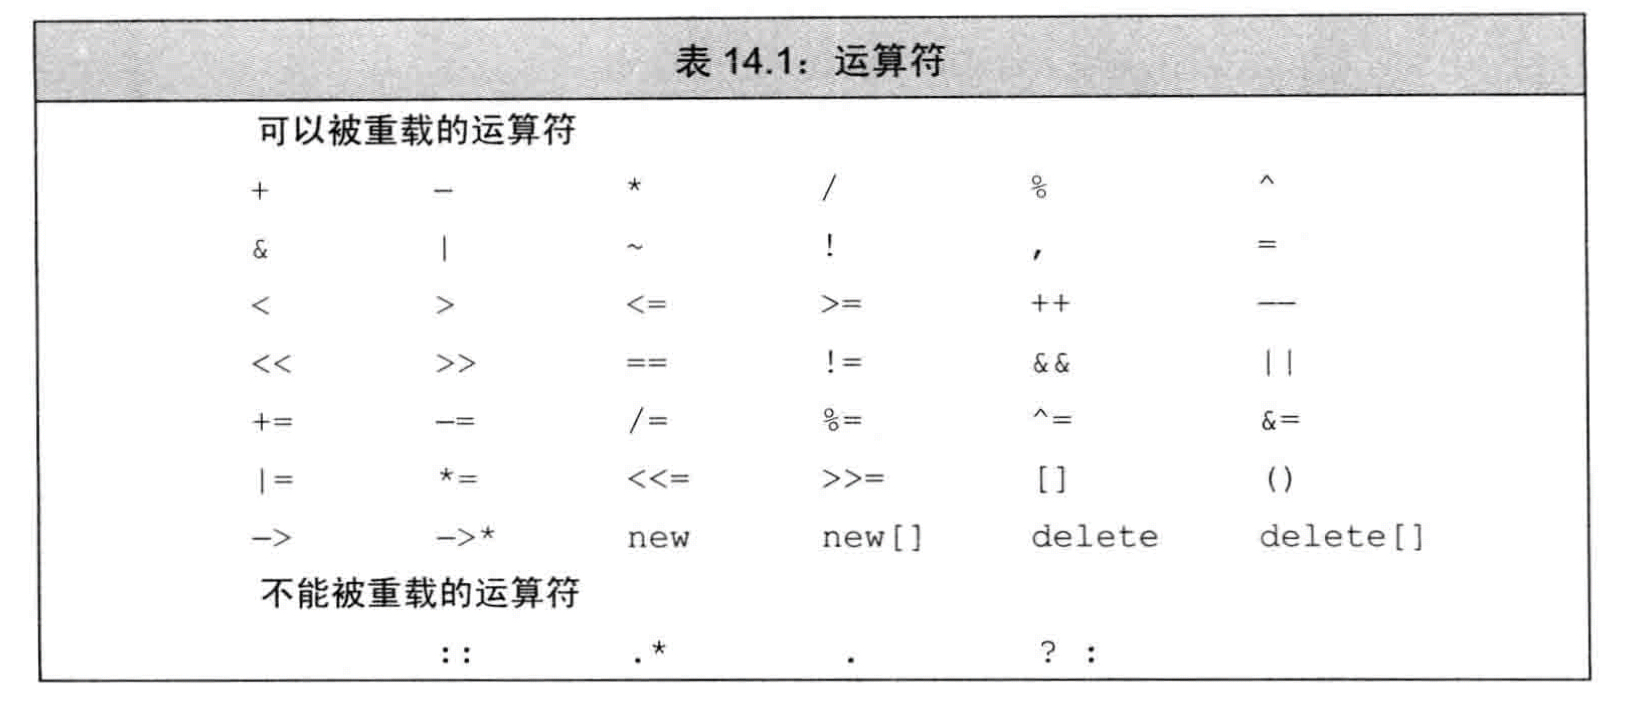 表 14.1：运算符
可以被重载的运算符
+ − * / % ^
& | ~ ! , =
< > <= >= ++ --
<< >> == != && ||
+= −= /= %= ^= &=
|= *= <<= >>= [] ()
−> −>* new new[] delete delete[]
不能被重载的运算符
:: .* . ? :